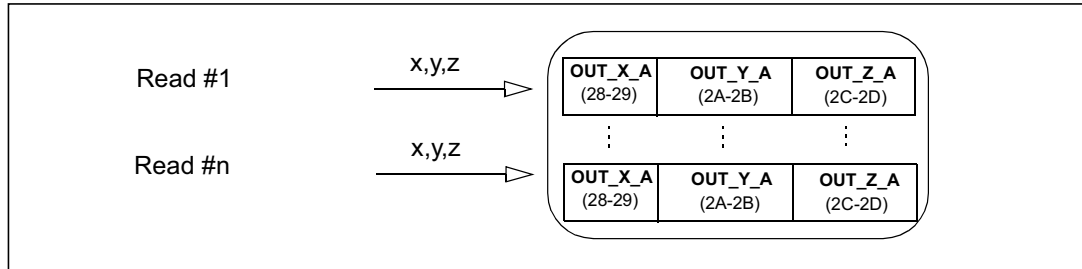 Read #1
x,y,z
OUT_X_A OUT_Y_A OUT_Z_A
(28-29) (2A-2B) (2C-2D)
Read #n
x,y,z
OUT_X_A OUT_Y_A OUT_Z_A
(28-29) (2A-2B) (2C-2D)